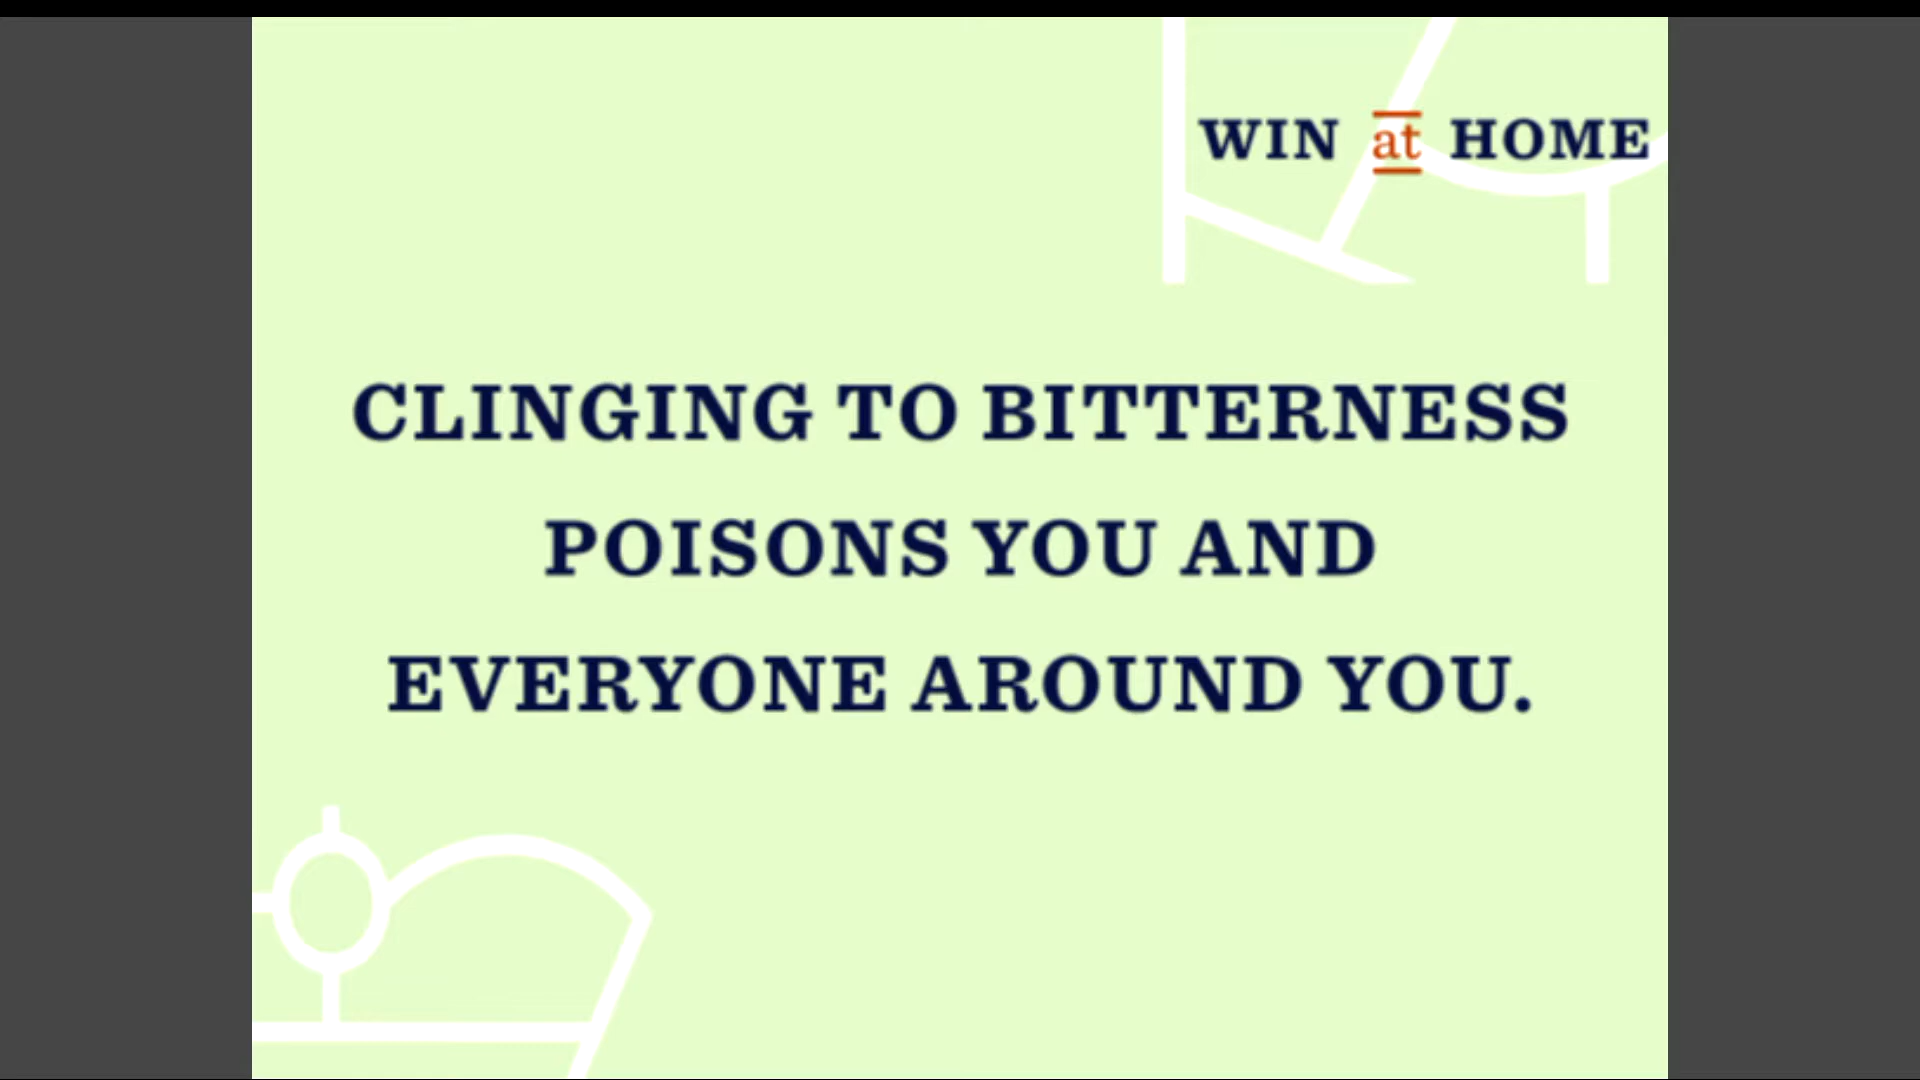 WIN at HOME
CLINGING TO BITTERNESS
POISONS YOU AND
EVERYONE AROUND YOU.